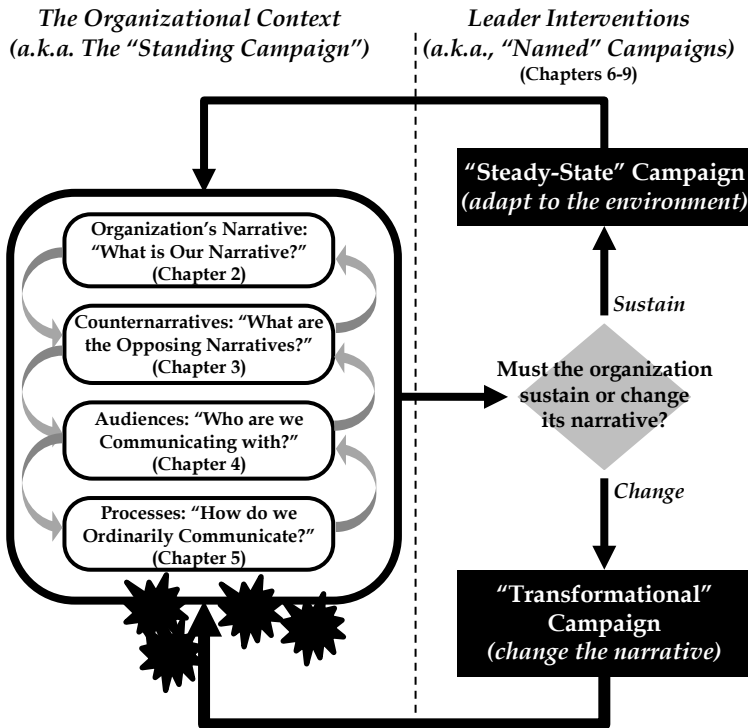 The Organizational Context
(a.k.a. The “Standing Campaign”)
Leader Interventions
(a.k.a., “Named” Campaigns)
(Chapters 6-9)
Organization’s Narrative:
“What is Our Narrative?”
(Chapter 2)
Counternarratives: “What are
the Opposing Narratives?”
(Chapter 3)
Audiences: “Who are we
Communicating with?”
(Chapter 4)
Processes: “How do we
Ordinarily Communicate?”
(Chapter 5)
“Steady-State” Campaign
(adapt to the environment)
Sustain
Must the organization
sustain or change
its narrative?
Change
“Transformational”
Campaign
(change the narrative)